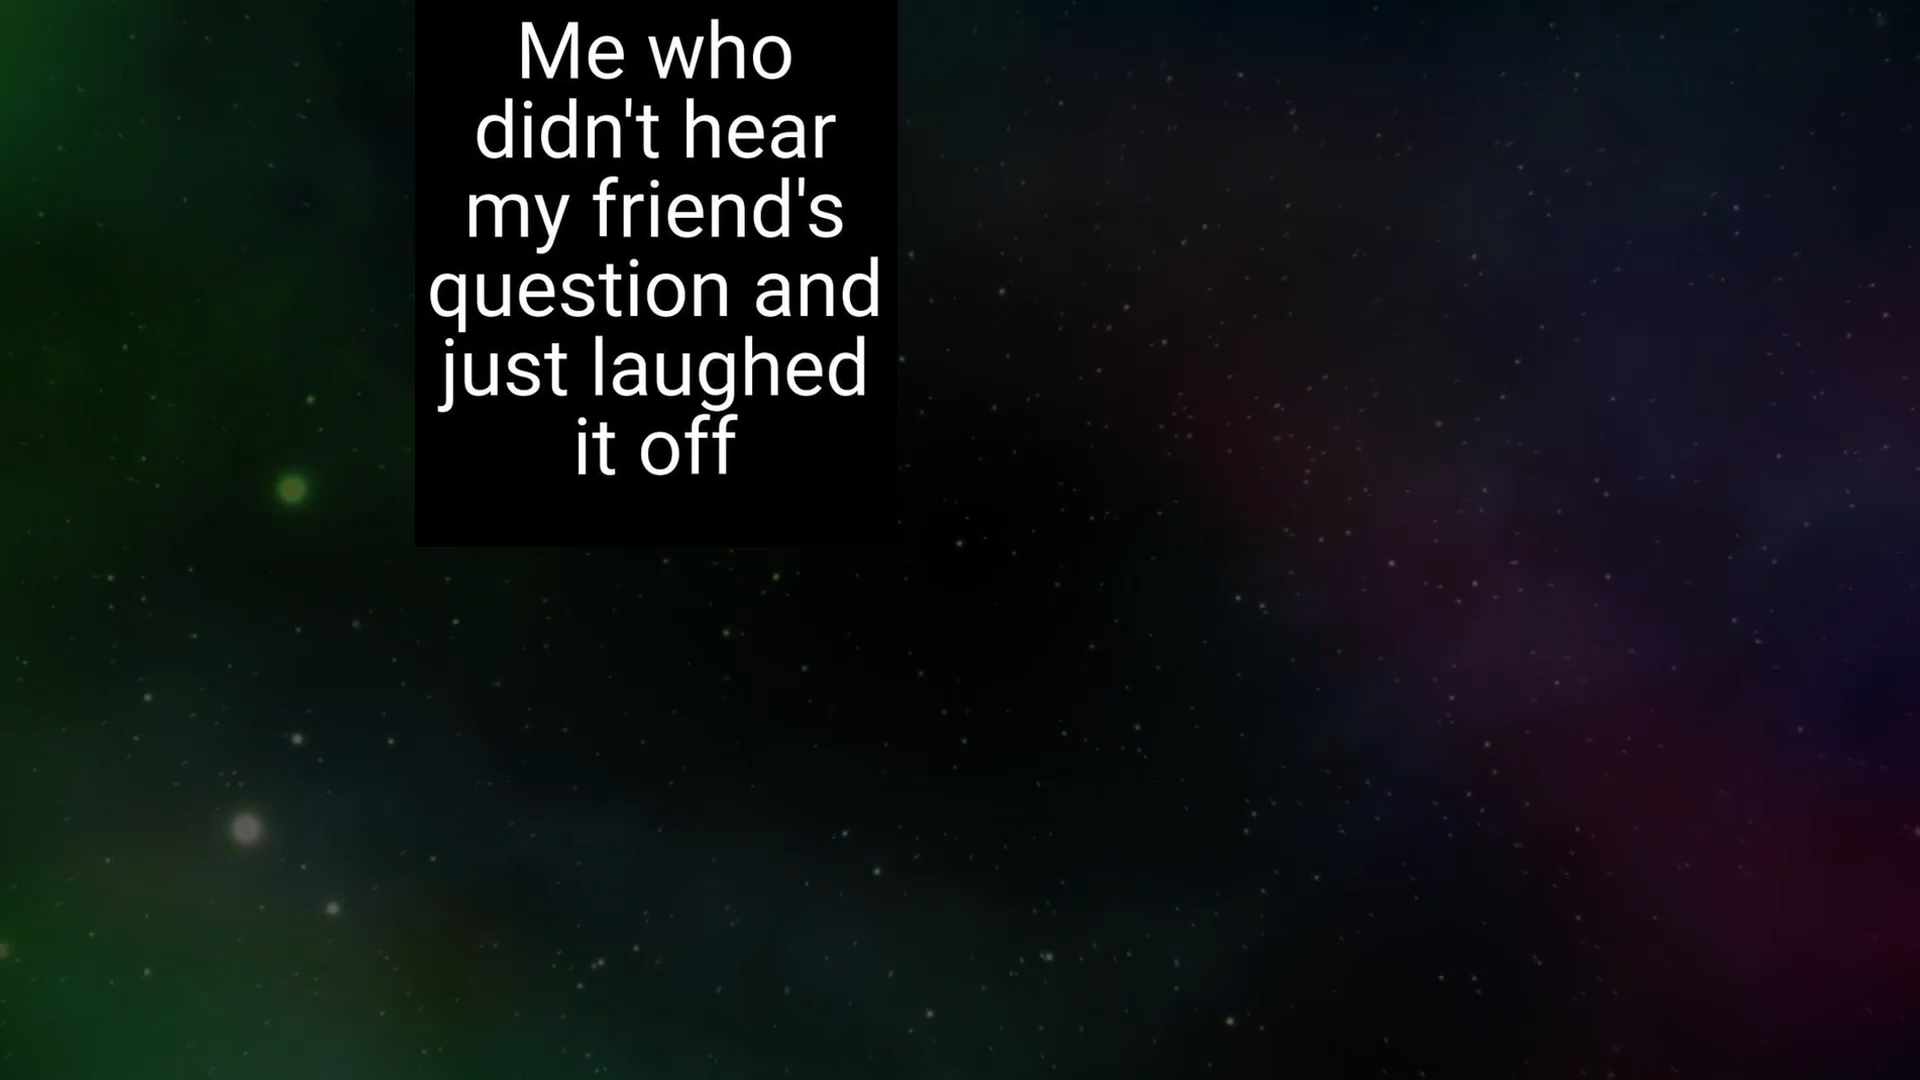 Me who
didn't hear
my friend's
question and
just laughed
it off